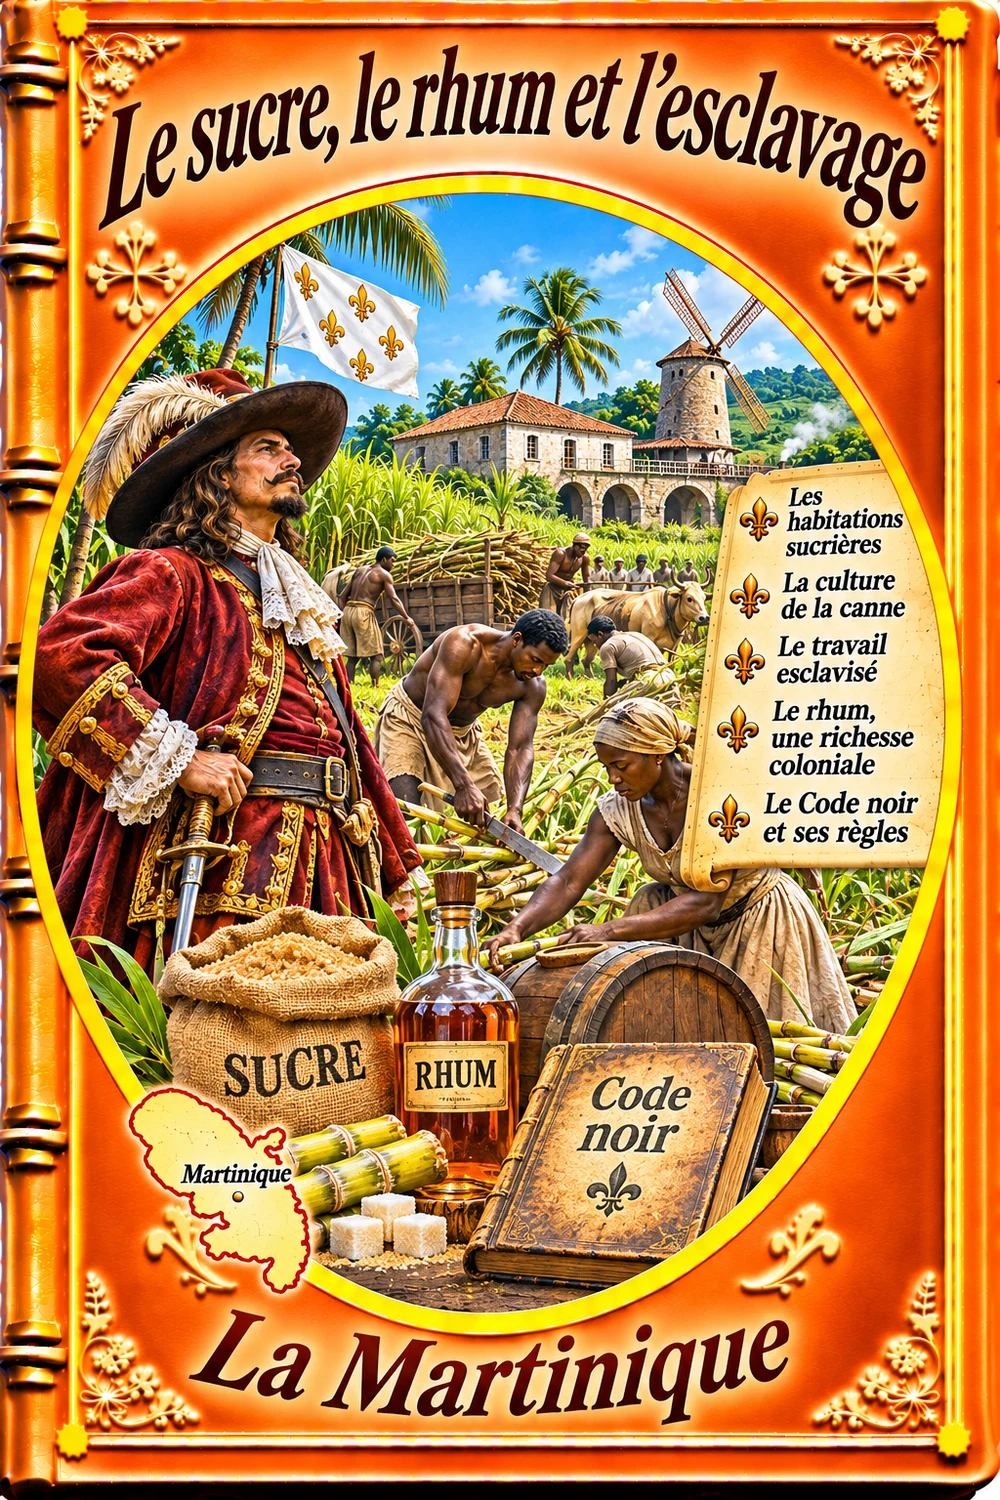 Le sucre, le rhum et l'esclavage
Les
habitations
sucrières
La culture
de la canne
Le travail
esclavisé
Le rhum,
une richesse
coloniale
Le Code noir
et ses règles
SUCRE
RHUM
Code
noir
Martinique
La Martinique